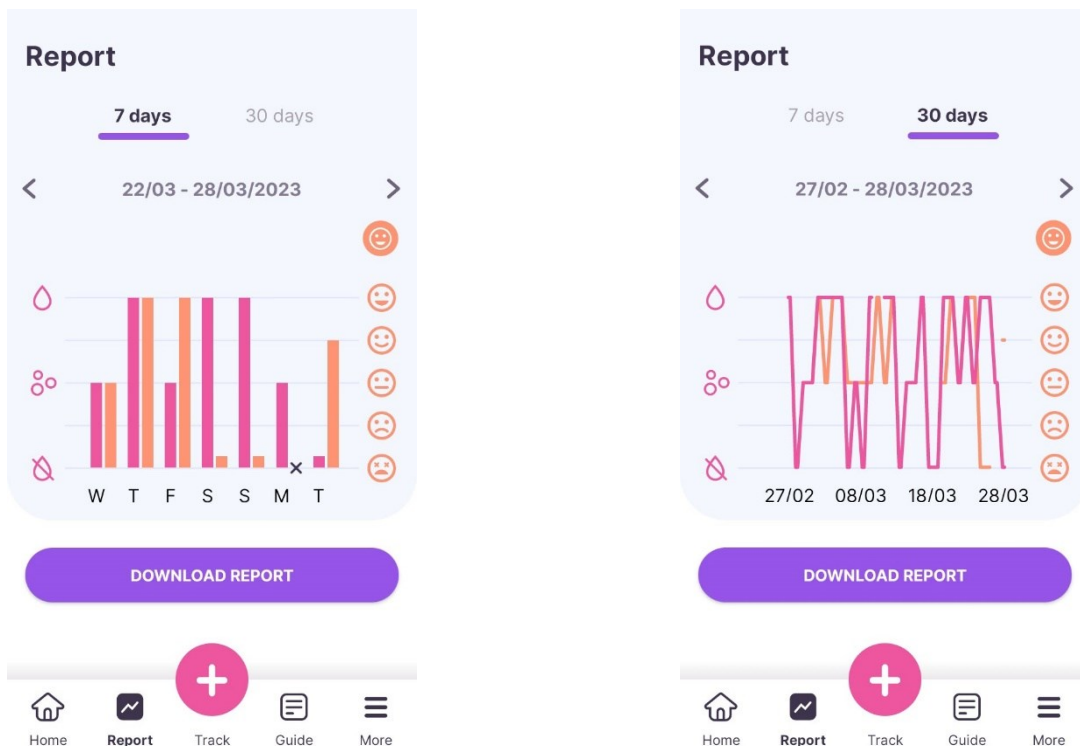 Report
7 days 30 days
22/03 - 28/03/2023
W T F S S M T
DOWNLOAD REPORT
Home Report Track Guide More
Report
7 days 30 days
27/02 - 28/03/2023
27/02 08/03 18/03 28/03
DOWNLOAD REPORT
Home Report Track Guide More